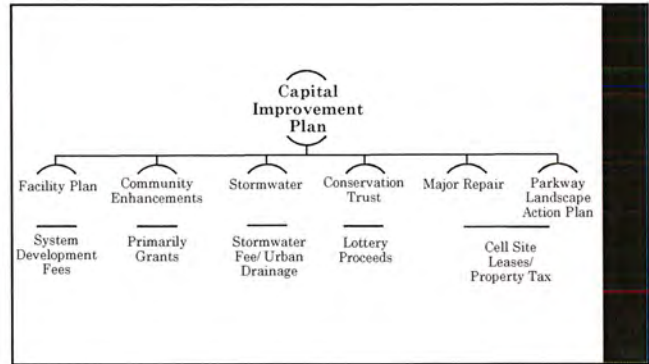 Capital
Improvement
Plan
Facility Plan
Community
Enhancements
Stormwater
Conservation
Trust
Major Repair
Parkway
Landscape
Action Plan
System
Development
Fees
Primarily
Grants
Stormwater
Fee/ Urban
Drainage
Lottery
Proceeds
Cell Site
Leases/
Property Tax